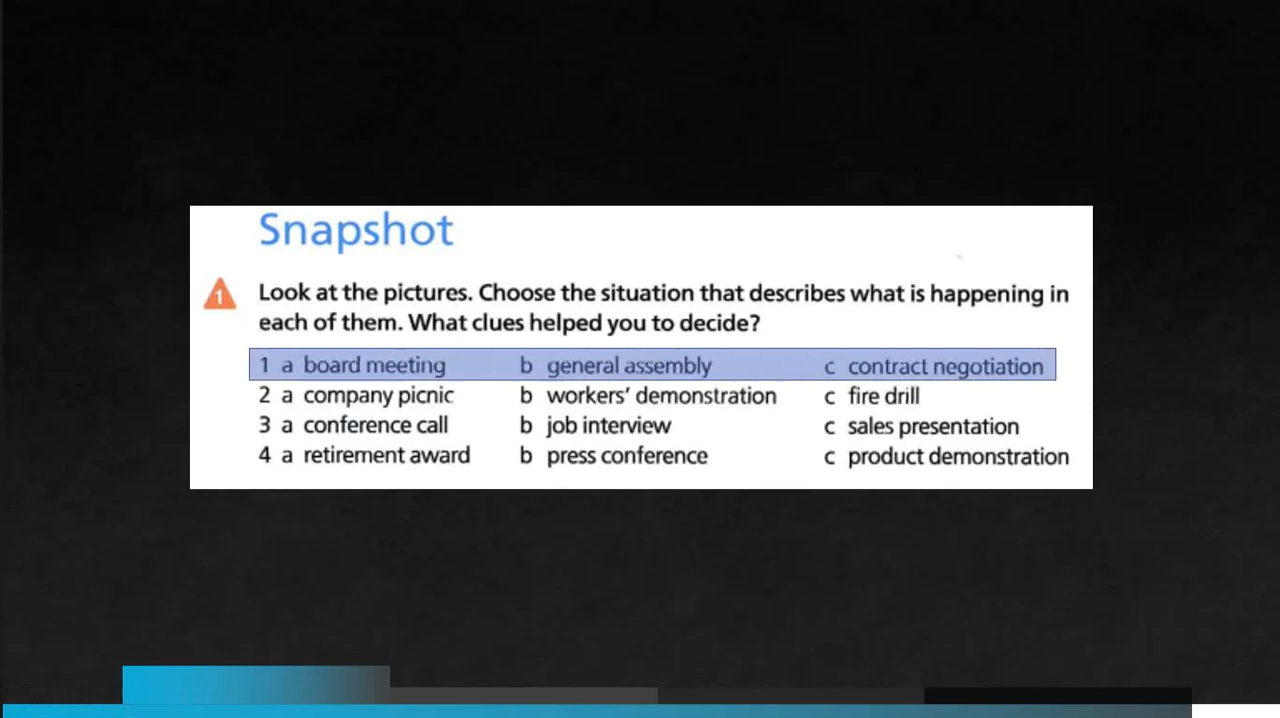 Snapshot
1 Look at the pictures. Choose the situation that describes what is happening in
each of them. What clues helped you to decide?
1 a board meeting b general assembly c contract negotiation
2 a company picnic b workers' demonstration c fire drill
3 a conference call b job interview c sales presentation
4 a retirement award b press conference c product demonstration